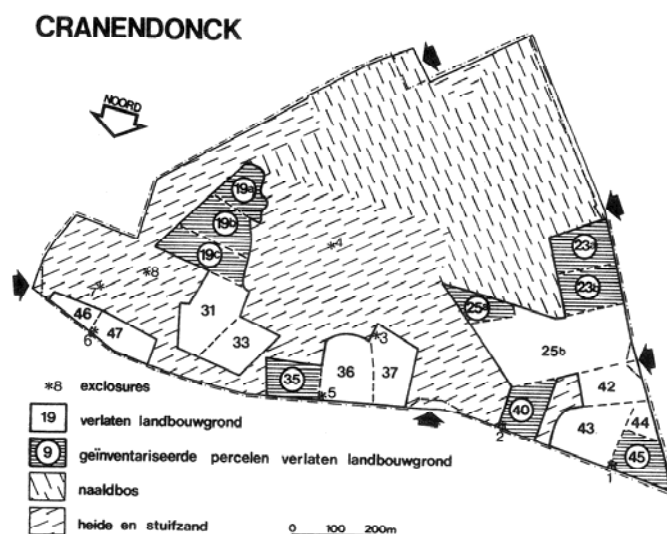 CRANENDONCK
NOORD
19a
19b
*4
23a
19c
*8
23c
7*
25a
46
31
*3
47
33
25b
6*
*8 exclosures
35
36
37
42
*5
40
19 verlaten landbouwgrond
43
44
2
9 geïnventariseerde percelen verlaten landbouwgrond
45
1
naaldbos
heide en stuifzand
0 100 200m